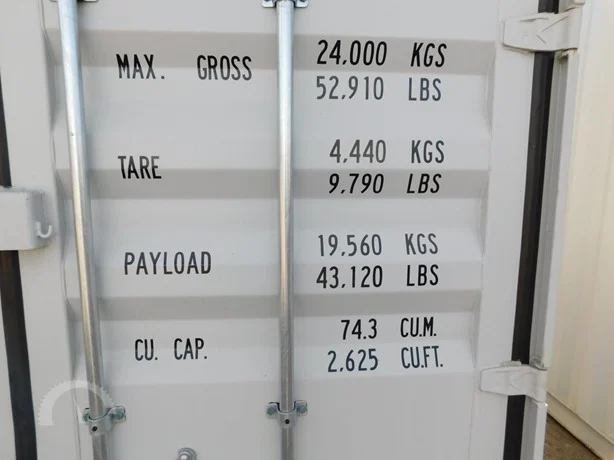 MAX. GROSS 24,000 KGS
52,910 LBS
TARE 4,440 KGS
9,790 LBS
PAYLOAD 19,560 KGS
43,120 LBS
CU. CAP. 74.3 CU.M.
2,625 CU.FT.